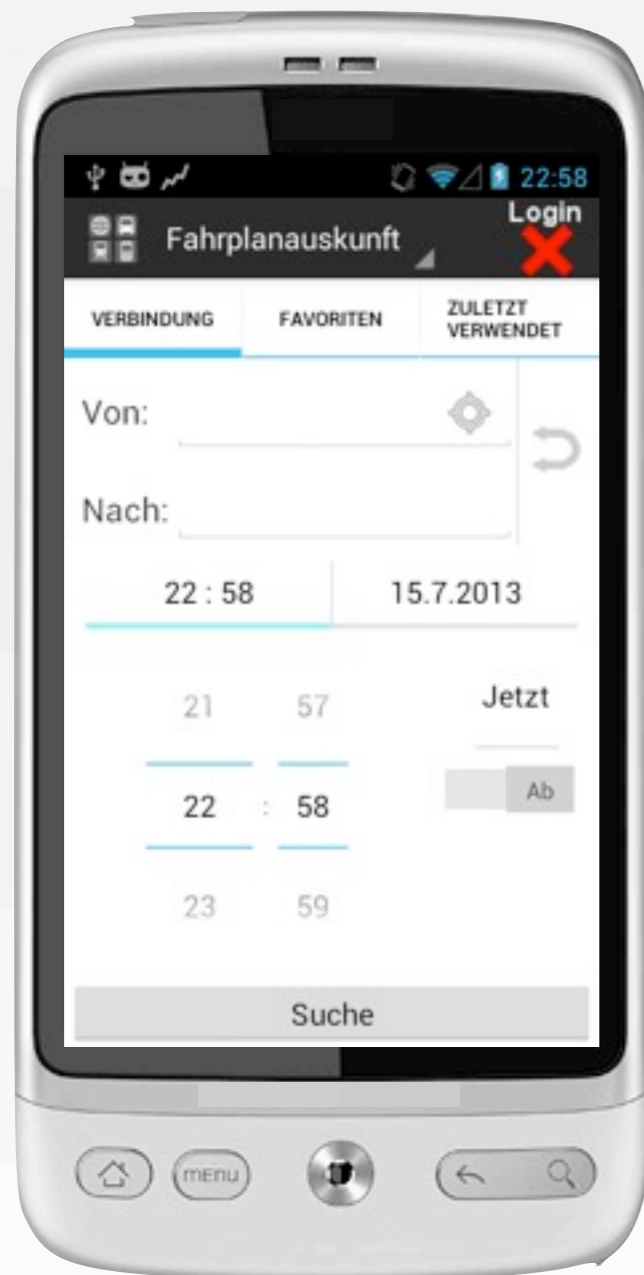 22:58
Fahrplanauskunft
Login
VERBINDUNG
FAVORITEN
ZULETZT
VERWENDET
Von:
Nach:
22 : 58
15.7.2013
21 57
22 : 58
23 59
Jetzt
Ab
Suche
menu